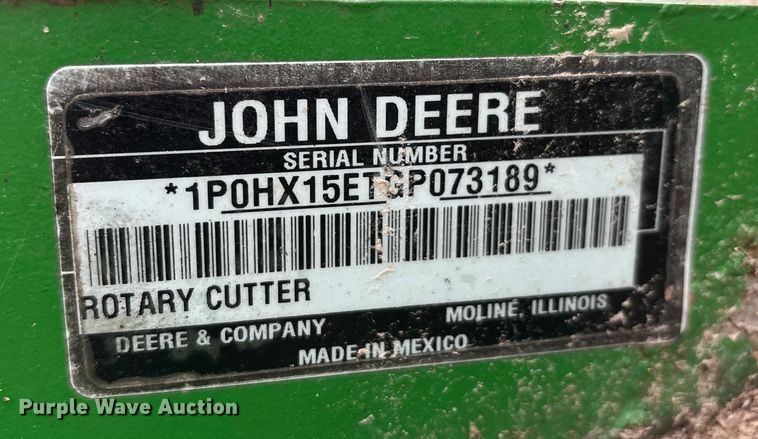 JOHN DEERE
SERIAL NUMBER
*1P0HX15ETGP073189*
ROTARY CUTTER
DEERE & COMPANY MOLINE, ILLINOIS
MADE IN MEXICO
Purple Wave Auction